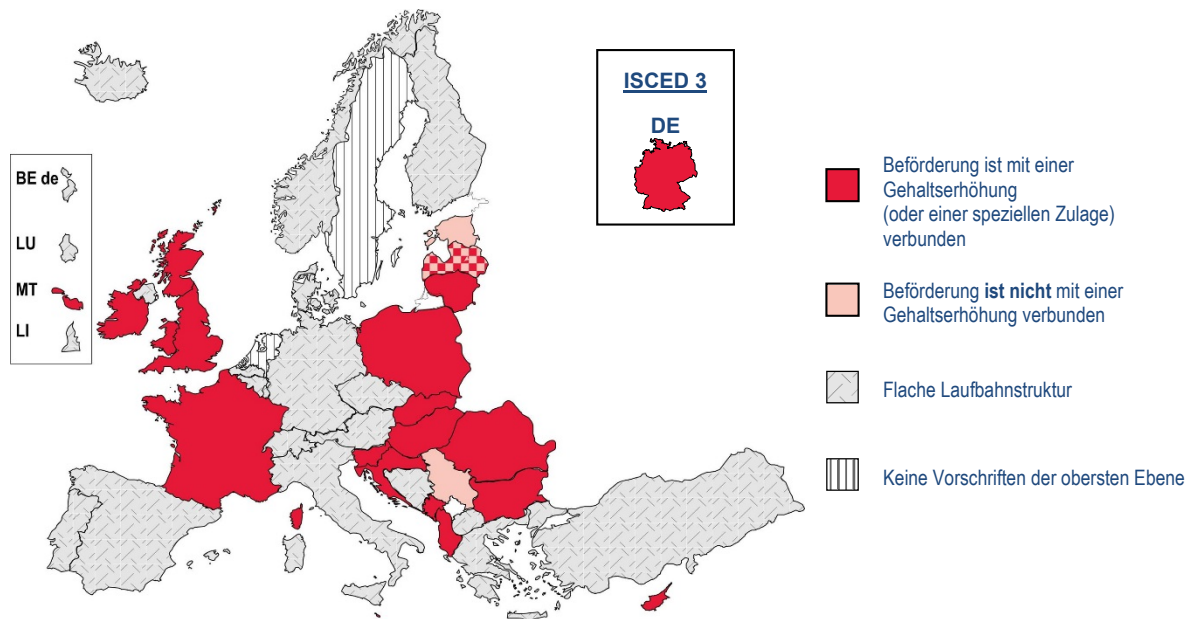 ISCED 3
DE
BE de
LU
MT
LI
Beförderung ist mit einer
Gehaltserhöhung
(oder einer speziellen Zulage)
verbunden
Beförderung ist nicht mit einer
Gehaltserhöhung verbunden
Flache Laufbahnstruktur
Keine Vorschriften der obersten Ebene